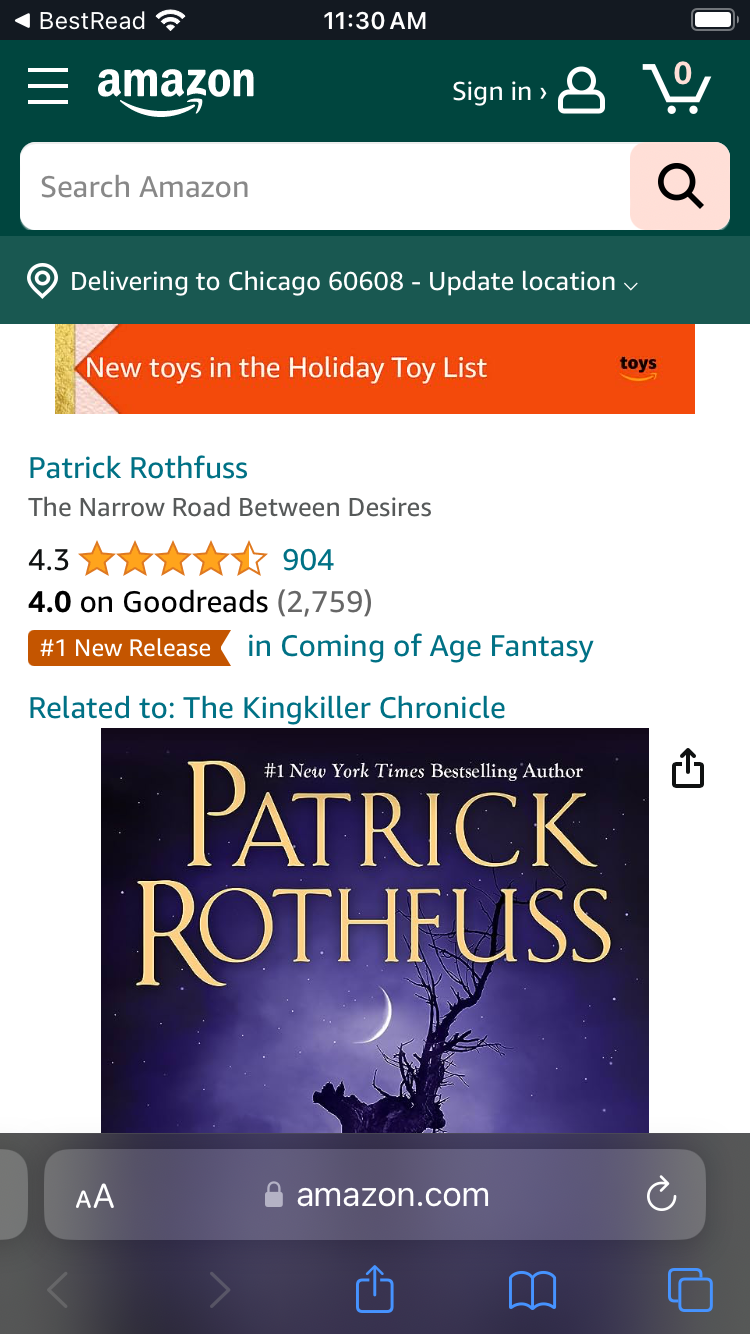 ◀ BestRead 11:30 AM
amazon Sign in › 0
Search Amazon
Delivering to Chicago 60608 - Update location
New toys in the Holiday Toy List toys
Patrick Rothfuss
The Narrow Road Between Desires
4.3 904
4.0 on Goodreads (2,759)
#1 New Release in Coming of Age Fantasy
Related to: The Kingkiller Chronicle
#1 New York Times Bestselling Author
PATRICK
ROTHFUSS
AA amazon.com